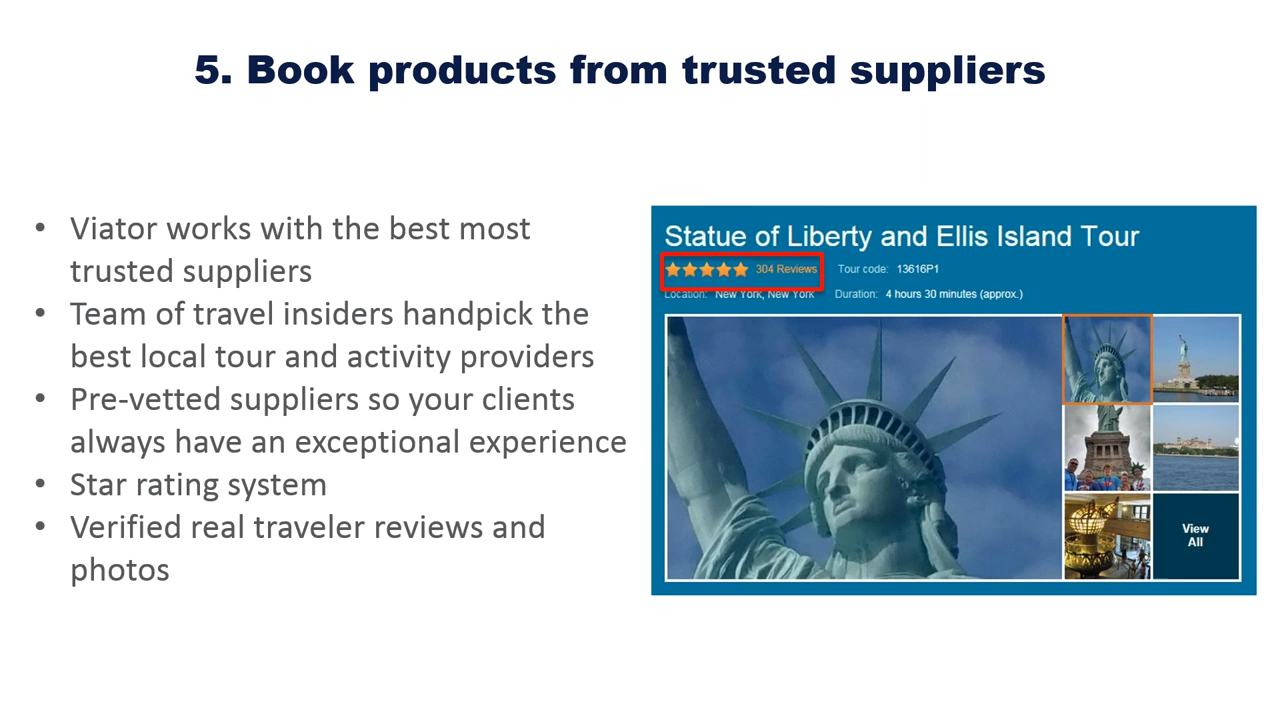 5. Book products from trusted suppliers
• Viator works with the best most
trusted suppliers
• Team of travel insiders handpick the
best local tour and activity providers
• Pre-vetted suppliers so your clients
always have an exceptional experience
• Star rating system
• Verified real traveler reviews and
photos
Statue of Liberty and Ellis Island Tour
304 Reviews Tour code: 13616P1
Location: New York, New York Duration: 4 hours 30 minutes (approx.)
View
All